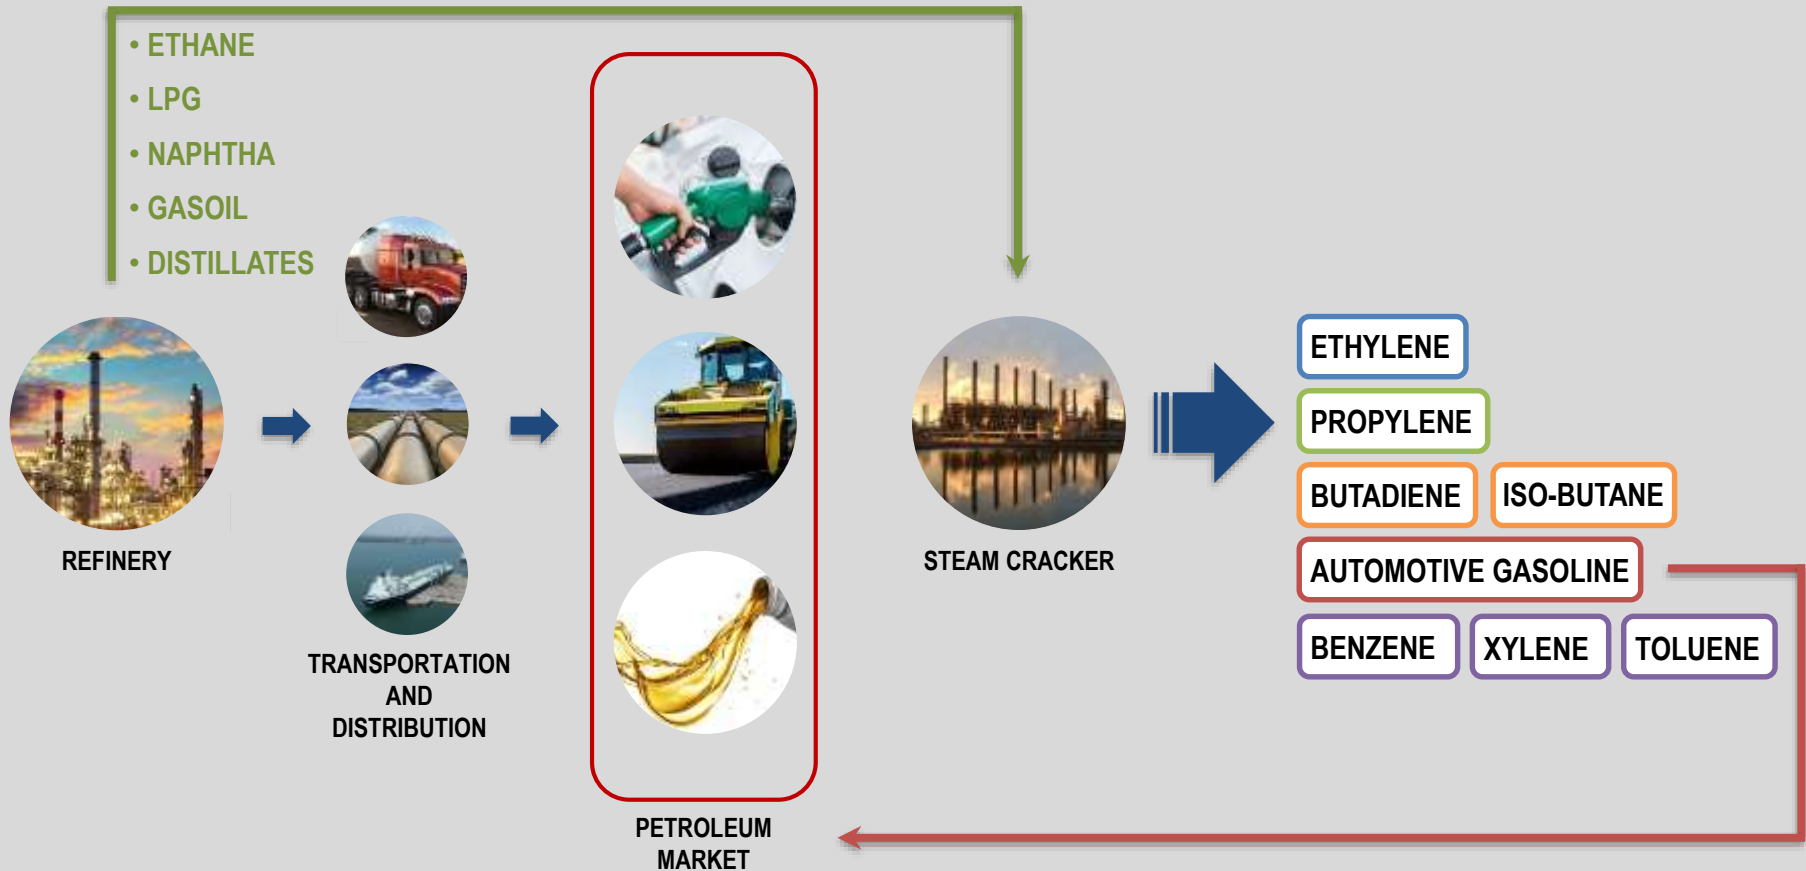 • ETHANE
• LPG
• NAPHTHA
• GASOIL
• DISTILLATES
REFINERY
TRANSPORTATION
AND
DISTRIBUTION
PETROLEUM
MARKET
STEAM CRACKER
ETHYLENE
PROPYLENE
BUTADIENE ISO-BUTANE
AUTOMOTIVE GASOLINE
BENZENE XYLENE TOLUENE